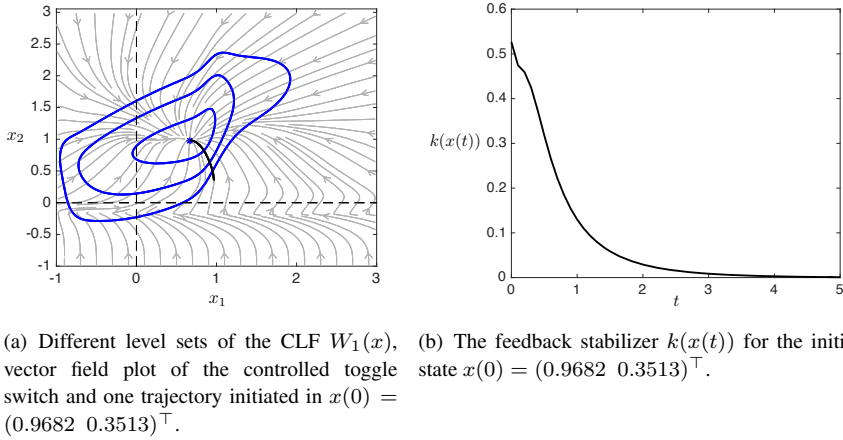 3
2.5
2
1.5
x₂
1
0.5
0
-0.5
-1
-1 0 1 2 3
x₁
0.6
0.5
0.4
k(x(t))
0.3
0.2
0.1
0
0 1 2 3 4 5
t
(a) Different level sets of the CLF W₁(x),
vector field plot of the controlled toggle
switch and one trajectory initiated in x(0) =
(0.9682 0.3513)⊤.
(b) The feedback stabilizer k(x(t)) for the initi
state x(0) = (0.9682 0.3513)⊤.